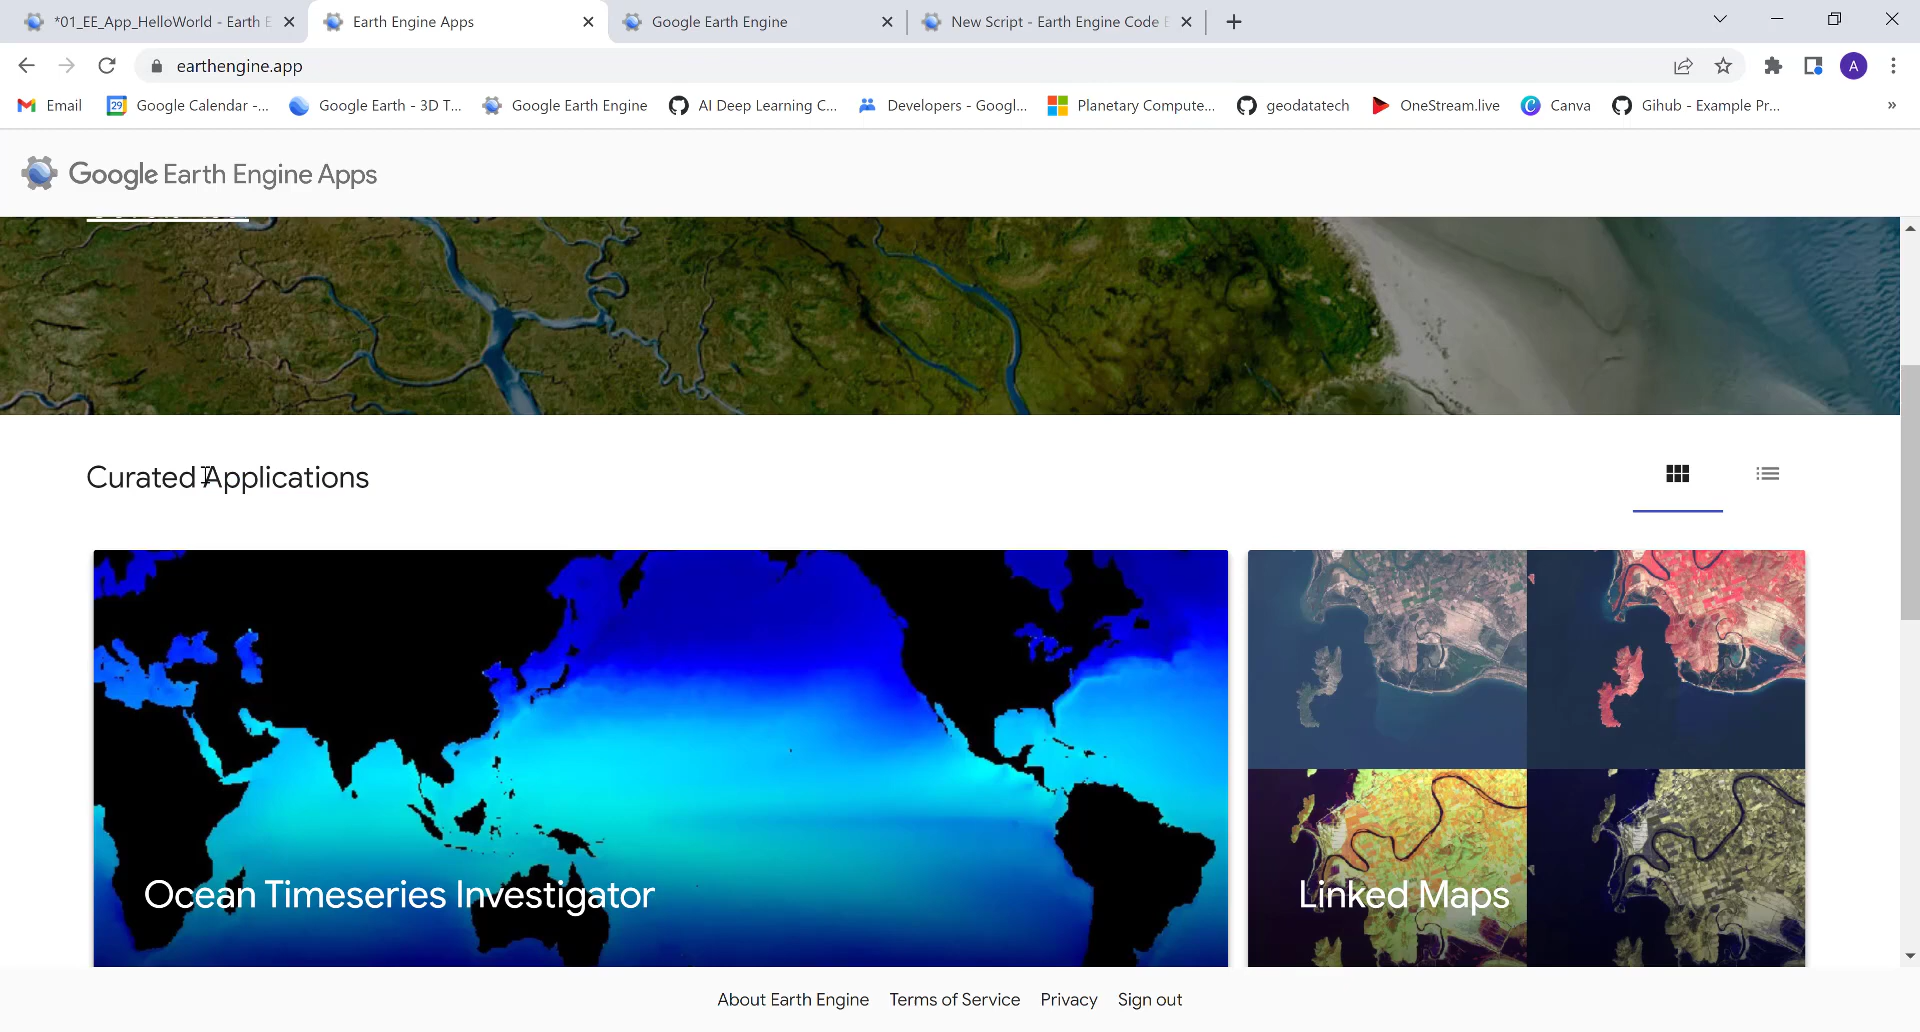 *01_EE_App_HelloWorld - Earth E
Earth Engine Apps
Google Earth Engine
New Script - Earth Engine Code E
earthengine.app
A
Email
29
Google Calendar -...
Google Earth - 3D T...
Google Earth Engine
AI Deep Learning C...
Developers - Googl...
Planetary Compute...
geodatatech
OneStream.live
Canva
Gihub - Example Pr...
»
Google Earth Engine Apps
Curated Applications
Ocean Timeseries Investigator
Linked Maps
About Earth Engine
Terms of Service
Privacy
Sign out